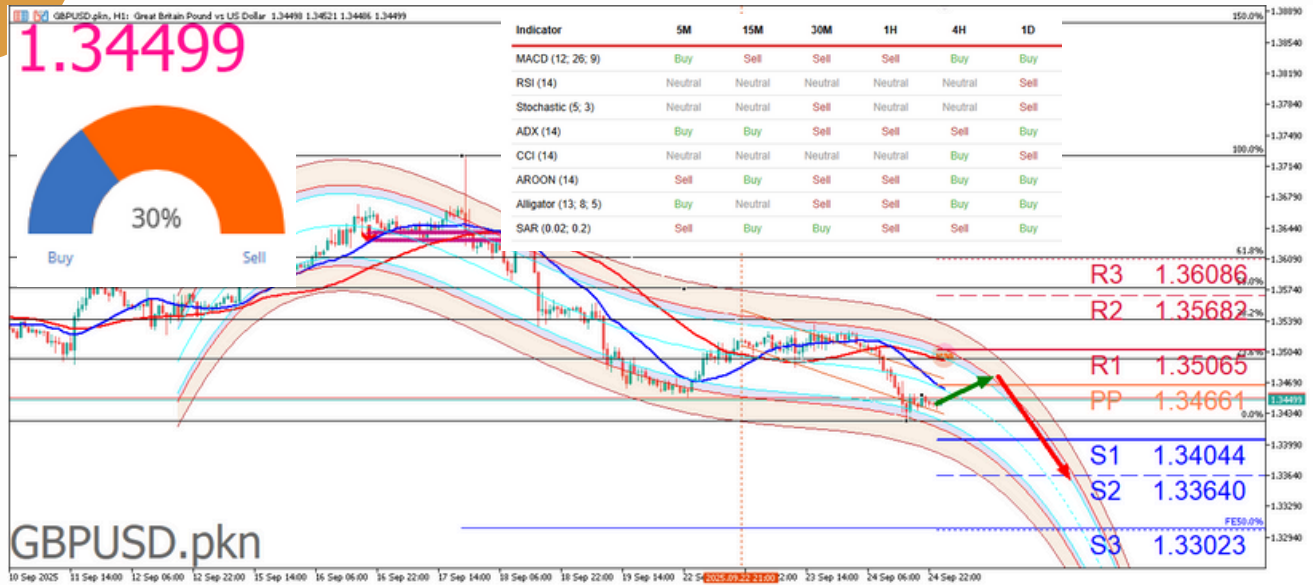 GBPUSD.pkn, H1: Great Britain Pound vs US Dollar 1.34498 1.34521 1.34486 1.34499
1.34499
30%
Buy Sell
Indicator 5M 15M 30M 1H 4H 1D
MACD (12; 26; 9) Buy Sell Sell Sell Buy Buy
RSI (14) Neutral Neutral Neutral Neutral Neutral Sell
Stochastic (5; 3) Neutral Neutral Sell Neutral Neutral Sell
ADX (14) Buy Buy Sell Sell Sell Buy
CCI (14) Neutral Neutral Neutral Neutral Buy Sell
AROON (14) Sell Buy Sell Sell Buy Buy
Alligator (13; 8; 5) Buy Neutral Sell Sell Buy Buy
SAR (0.02; 0.2) Sell Buy Buy Sell Sell Buy
150.0%
100.0%
61.8%
R3 1.36086
R2 1.35682
R1 1.35065
PP 1.34661
0.0%
S1 1.34044
S2 1.33640
FE50.0%
S3 1.33023
1.38890
1.38540
1.38190
1.37840
1.37490
1.37140
1.36790
1.36440
1.36090
1.35740
1.35390
1.35040
1.34690
1.34499
1.34340
1.33990
1.33640
1.33290
1.32940
GBPUSD.pkn
10 Sep 2025 11 Sep 14:00 12 Sep 06:00 12 Sep 22:00 15 Sep 14:00 16 Sep 06:00 16 Sep 22:00 17 Sep 14:00 18 Sep 06:00 18 Sep 22:00 19 Sep 14:00 22 S 2025.09.22 21:00 2:00 23 Sep 14:00 24 Sep 06:00 24 Sep 22:00